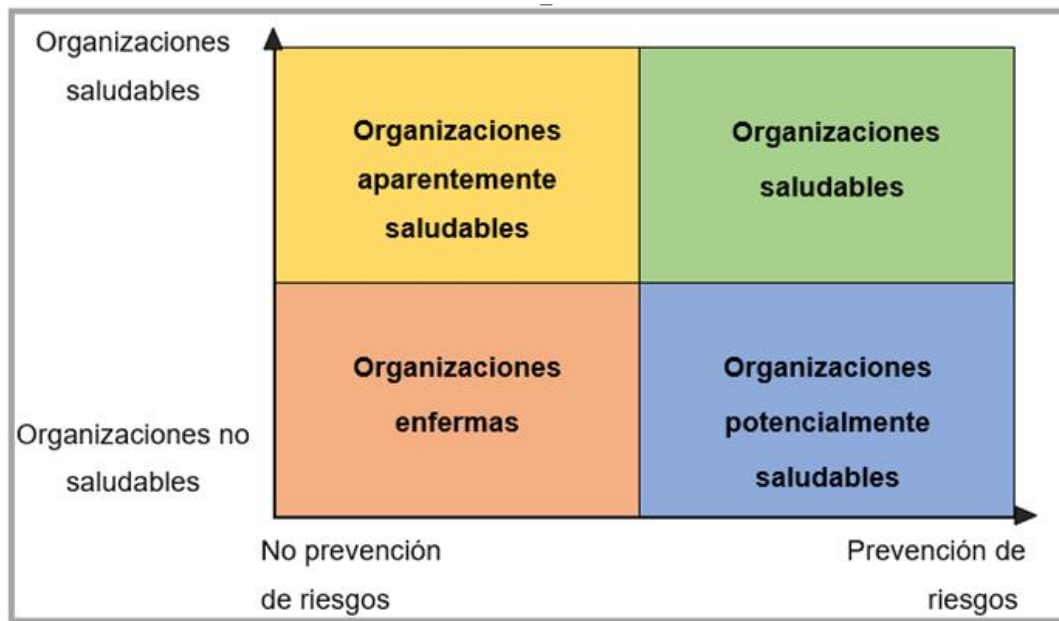 Organizaciones
saludables
Organizaciones
aparentemente
saludables
Organizaciones
saludables
Organizaciones no
saludables
Organizaciones
enfermas
Organizaciones
potencialmente
saludables
No prevención
de riesgos
Prevención de
riesgos